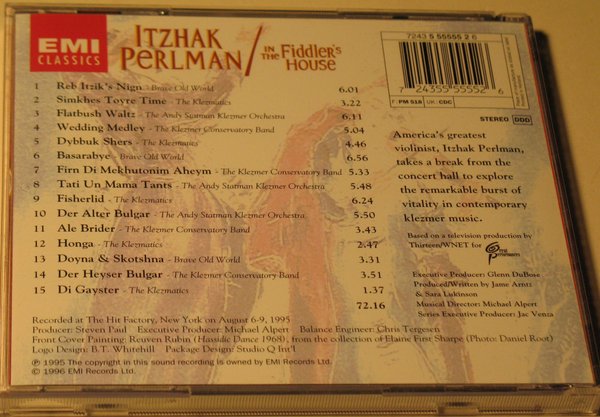 EMI
CLASSICS
ITZHAK
PERLMAN/
IN THE FIDDLER'S
HOUSE
7243 5 55555 2 6
7 24355 55552 6
F: PM 518 UK: CDC
STEREO DDD
1 Reb Itzik's Nign - Brave Old World 6.01
2 Simkhes Toyre Time - The Klezmatics 3.22
3 Flatbush Waltz - The Andy Statman Klezmer Orchestra 6.11
4 Wedding Medley - The Klezmer Conservatory Band 5.04
5 Dybbuk Shers - The Klezmatics 4.46
6 Basarabye - Brave Old World 6.56
7 Firn Di Mekhutonim Aheym - The Klezmer Conservatory Band 5.33
8 Tati Un Mama Tants - The Andy Statman Klezmer Orchestra 5.48
9 Fisherlid - The Klezmatics 6.24
10 Der Alter Bulgar - The Andy Statman Klezmer Orchestra 5.50
11 Ale Brider - The Klezmer Conservatory Band 3.43
12 Honga - The Klezmatics 2.47
13 Doyna & Skotshna - Brave Old World 3.31
14 Der Heyser Bulgar - The Klezmer Conservatory Band 3.51
15 Di Gayster - The Klezmatics 1.37
72.16
America's greatest
violinist, Itzhak Perlman,
takes a break from the
concert hall to explore
the remarkable burst of
vitality in contemporary
klezmer music.
Based on a television production by
Thirteen/WNET for
Executive Producer: Glenn DuBose
Produced/Written by Jame Arntz
& Sara Lukinson
Musical Director: Michael Alpert
Series Executive Producer: Jac Venza
Recorded at The Hit Factory, New York on August 6-9, 1995
Producer: Steven Paul Executive Producer: Michael Alpert Balance Engineer: Chris Tergesen
Front Cover Painting: Reuven Rubin (Hassidic Dance 1968), from the collection of Elaine First Sharpe (Photo: Daniel Root)
Logo Design: B.T. Whitehill Package Design: Studio Q Int'l
℗ 1995 The copyright in this sound recording is owned by EMI Records Ltd.
© 1996 EMI Records Ltd.